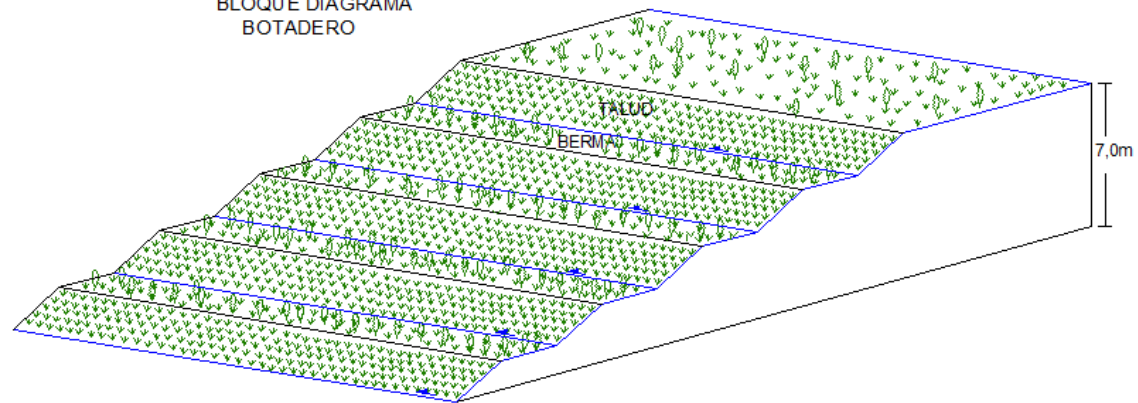 BLOQUE DIAGRAMA
BOTADERO
TALUD
BERMA
7,0m